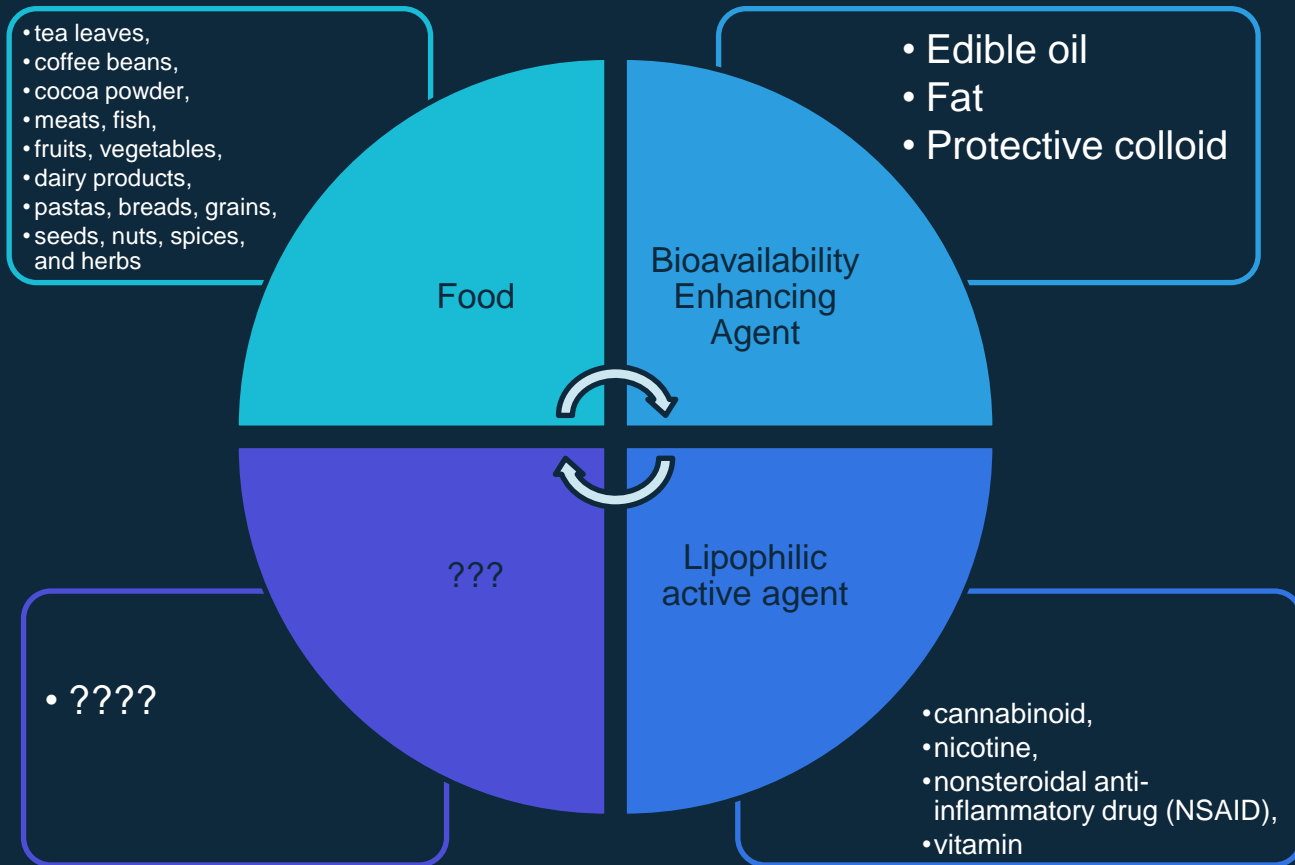 • tea leaves,
• coffee beans,
• cocoa powder,
• meats, fish,
• fruits, vegetables,
• dairy products,
• pastas, breads, grains,
• seeds, nuts, spices,
and herbs
• Edible oil
• Fat
• Protective colloid
Food
Bioavailability
Enhancing
Agent
???
Lipophilic
active agent
• ????
• cannabinoid,
• nicotine,
• nonsteroidal anti-
inflammatory drug (NSAID),
• vitamin